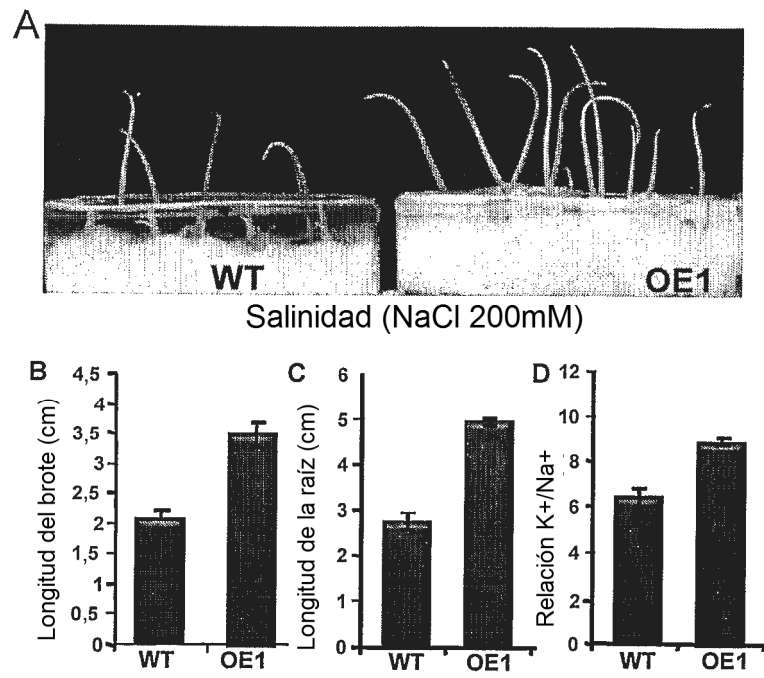 A
WT
OE1
Salinidad (NaCl 200mM)
B
Longitud del brote (cm)
4,5
4
3,5
3
2,5
2
1,5
1
0,5
0
WT
OE1
C
Longitud de la raíz (cm)
6
5
4
3
2
1
0
WT
OE1
D
Relación K+/Na+
12
10
8
6
4
2
0
WT
OE1